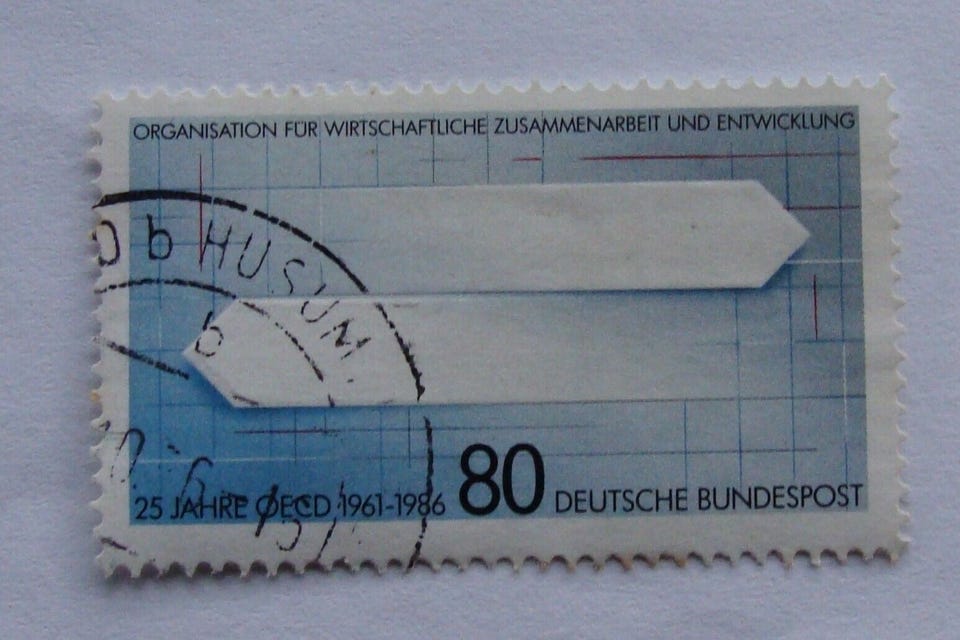 ORGANISATION FÜR WIRTSCHAFTLICHE ZUSAMMENARBEIT UND ENTWICKLUNG
b HUSUM
b
25 JAHRE OECD 1961-1986 80 DEUTSCHE BUNDESPOST